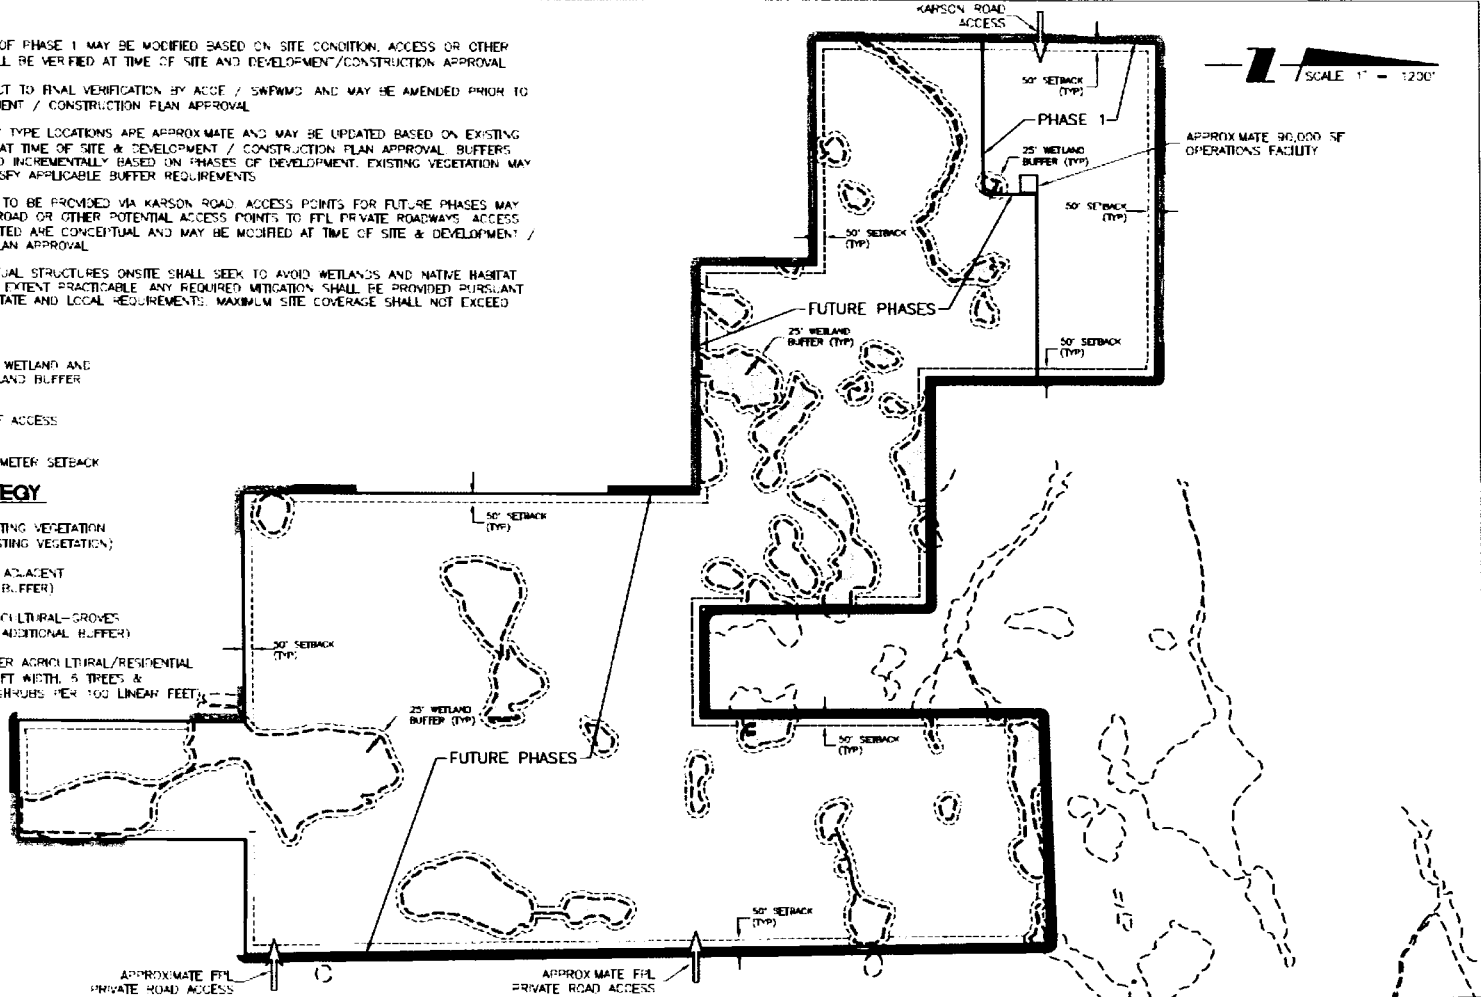 OF PHASE 1 MAY BE MODIFIED BASED ON SITE CONDITION, ACCESS OR OTHER
LL BE VERIFIED AT TIME OF SITE AND DEVELOPMENT/CONSTRUCTION APPROVAL
CT TO FINAL VERIFICATION BY ACOE / SWFWMD AND MAY BE AMENDED PRIOR TO
ENT / CONSTRUCTION PLAN APPROVAL
TYPE LOCATIONS ARE APPROXIMATE AND MAY BE UPDATED BASED ON EXISTING
AT TIME OF SITE & DEVELOPMENT / CONSTRUCTION PLAN APPROVAL. BUFFERS
D INCREMENTALLY BASED ON PHASES OF DEVELOPMENT. EXISTING VEGETATION MAY
SFY APPLICABLE BUFFER REQUIREMENTS
TO BE PROVIDED VIA KARSON ROAD. ACCESS POINTS FOR FUTURE PHASES MAY
ROAD OR OTHER POTENTIAL ACCESS POINTS TO FPL PRIVATE ROADWAYS. ACCESS
TED ARE CONCEPTUAL AND MAY BE MODIFIED AT TIME OF SITE & DEVELOPMENT /
LAN APPROVAL
UAL STRUCTURES ONSITE SHALL SEEK TO AVOID WETLANDS AND NATIVE HABITAT
EXTENT PRACTICABLE. ANY REQUIRED MITIGATION SHALL BE PROVIDED PURSUANT
TATE AND LOCAL REQUIREMENTS. MAXIMUM SITE COVERAGE SHALL NOT EXCEED
WETLAND AND
LAND BUFFER
F ACCESS
METER SETBACK
EGY
TING VEGETATION
STING VEGETATION)
ADJACENT
BUFFER)
ICULTURAL-GROVES
ADDITIONAL BUFFER)
ER AGRICULTURAL/RESIDENTIAL
FT WIDTH, 5 TREES &
SHRUBS PER 100 LINEAR FEET)
KARSON ROAD
ACCESS
Z
SCALE 1" = 1200'
50' SETBACK
(TYP)
PHASE 1
25' WETLAND
BUFFER (TYP)
APPROXIMATE 90,000 SF
OPERATIONS FACILITY
50' SETBACK
(TYP)
50' SETBACK
(TYP)
FUTURE PHASES
25' WETLAND
BUFFER (TYP)
50' SETBACK
(TYP)
50' SETBACK
(TYP)
50' SETBACK
(TYP)
25' WETLAND
BUFFER (TYP)
50' SETBACK
(TYP)
FUTURE PHASES
50' SETBACK
(TYP)
APPROXIMATE FPL
PRIVATE ROAD ACCESS
APPROXIMATE FPL
PRIVATE ROAD ACCESS